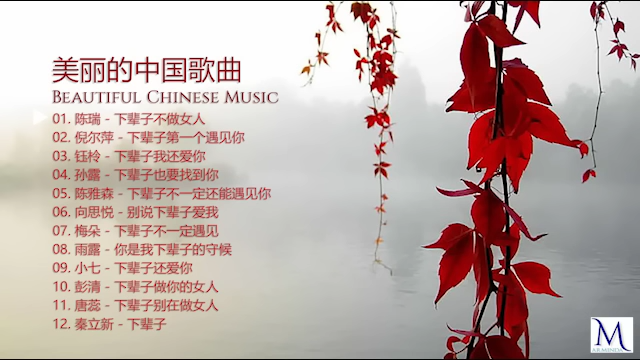 美丽的中国歌曲
Beautiful Chinese Music
01. 陈瑞 - 下辈子不做女人
02. 倪尔萍 - 下辈子第一个遇见你
03. 钰柃 - 下辈子我还爱你
04. 孙露 - 下辈子也要找到你
05. 陈雅森 - 下辈子不一定还能遇见你
06. 向思悦 - 别说下辈子爱我
07. 梅朵 - 下辈子不一定遇见
08. 雨露 - 你是我下辈子的守候
09. 小七 - 下辈子还爱你
10. 彭清 - 下辈子做你的女人
11. 唐蕊 - 下辈子别在做女人
12. 秦立新 - 下辈子
M